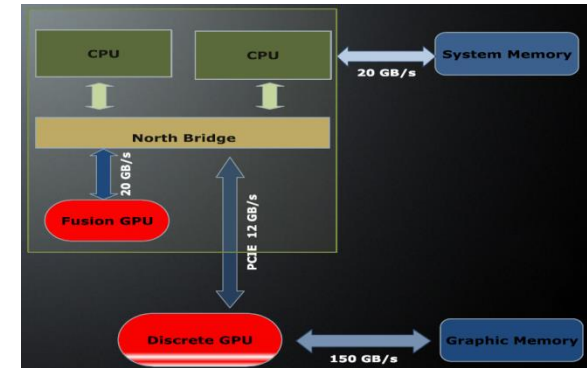 CPU
CPU
System Memory
20 GB/s
North Bridge
20 GB/s
Fusion GPU
PCIE 12 GB/s
Discrete GPU
Graphic Memory
150 GB/s